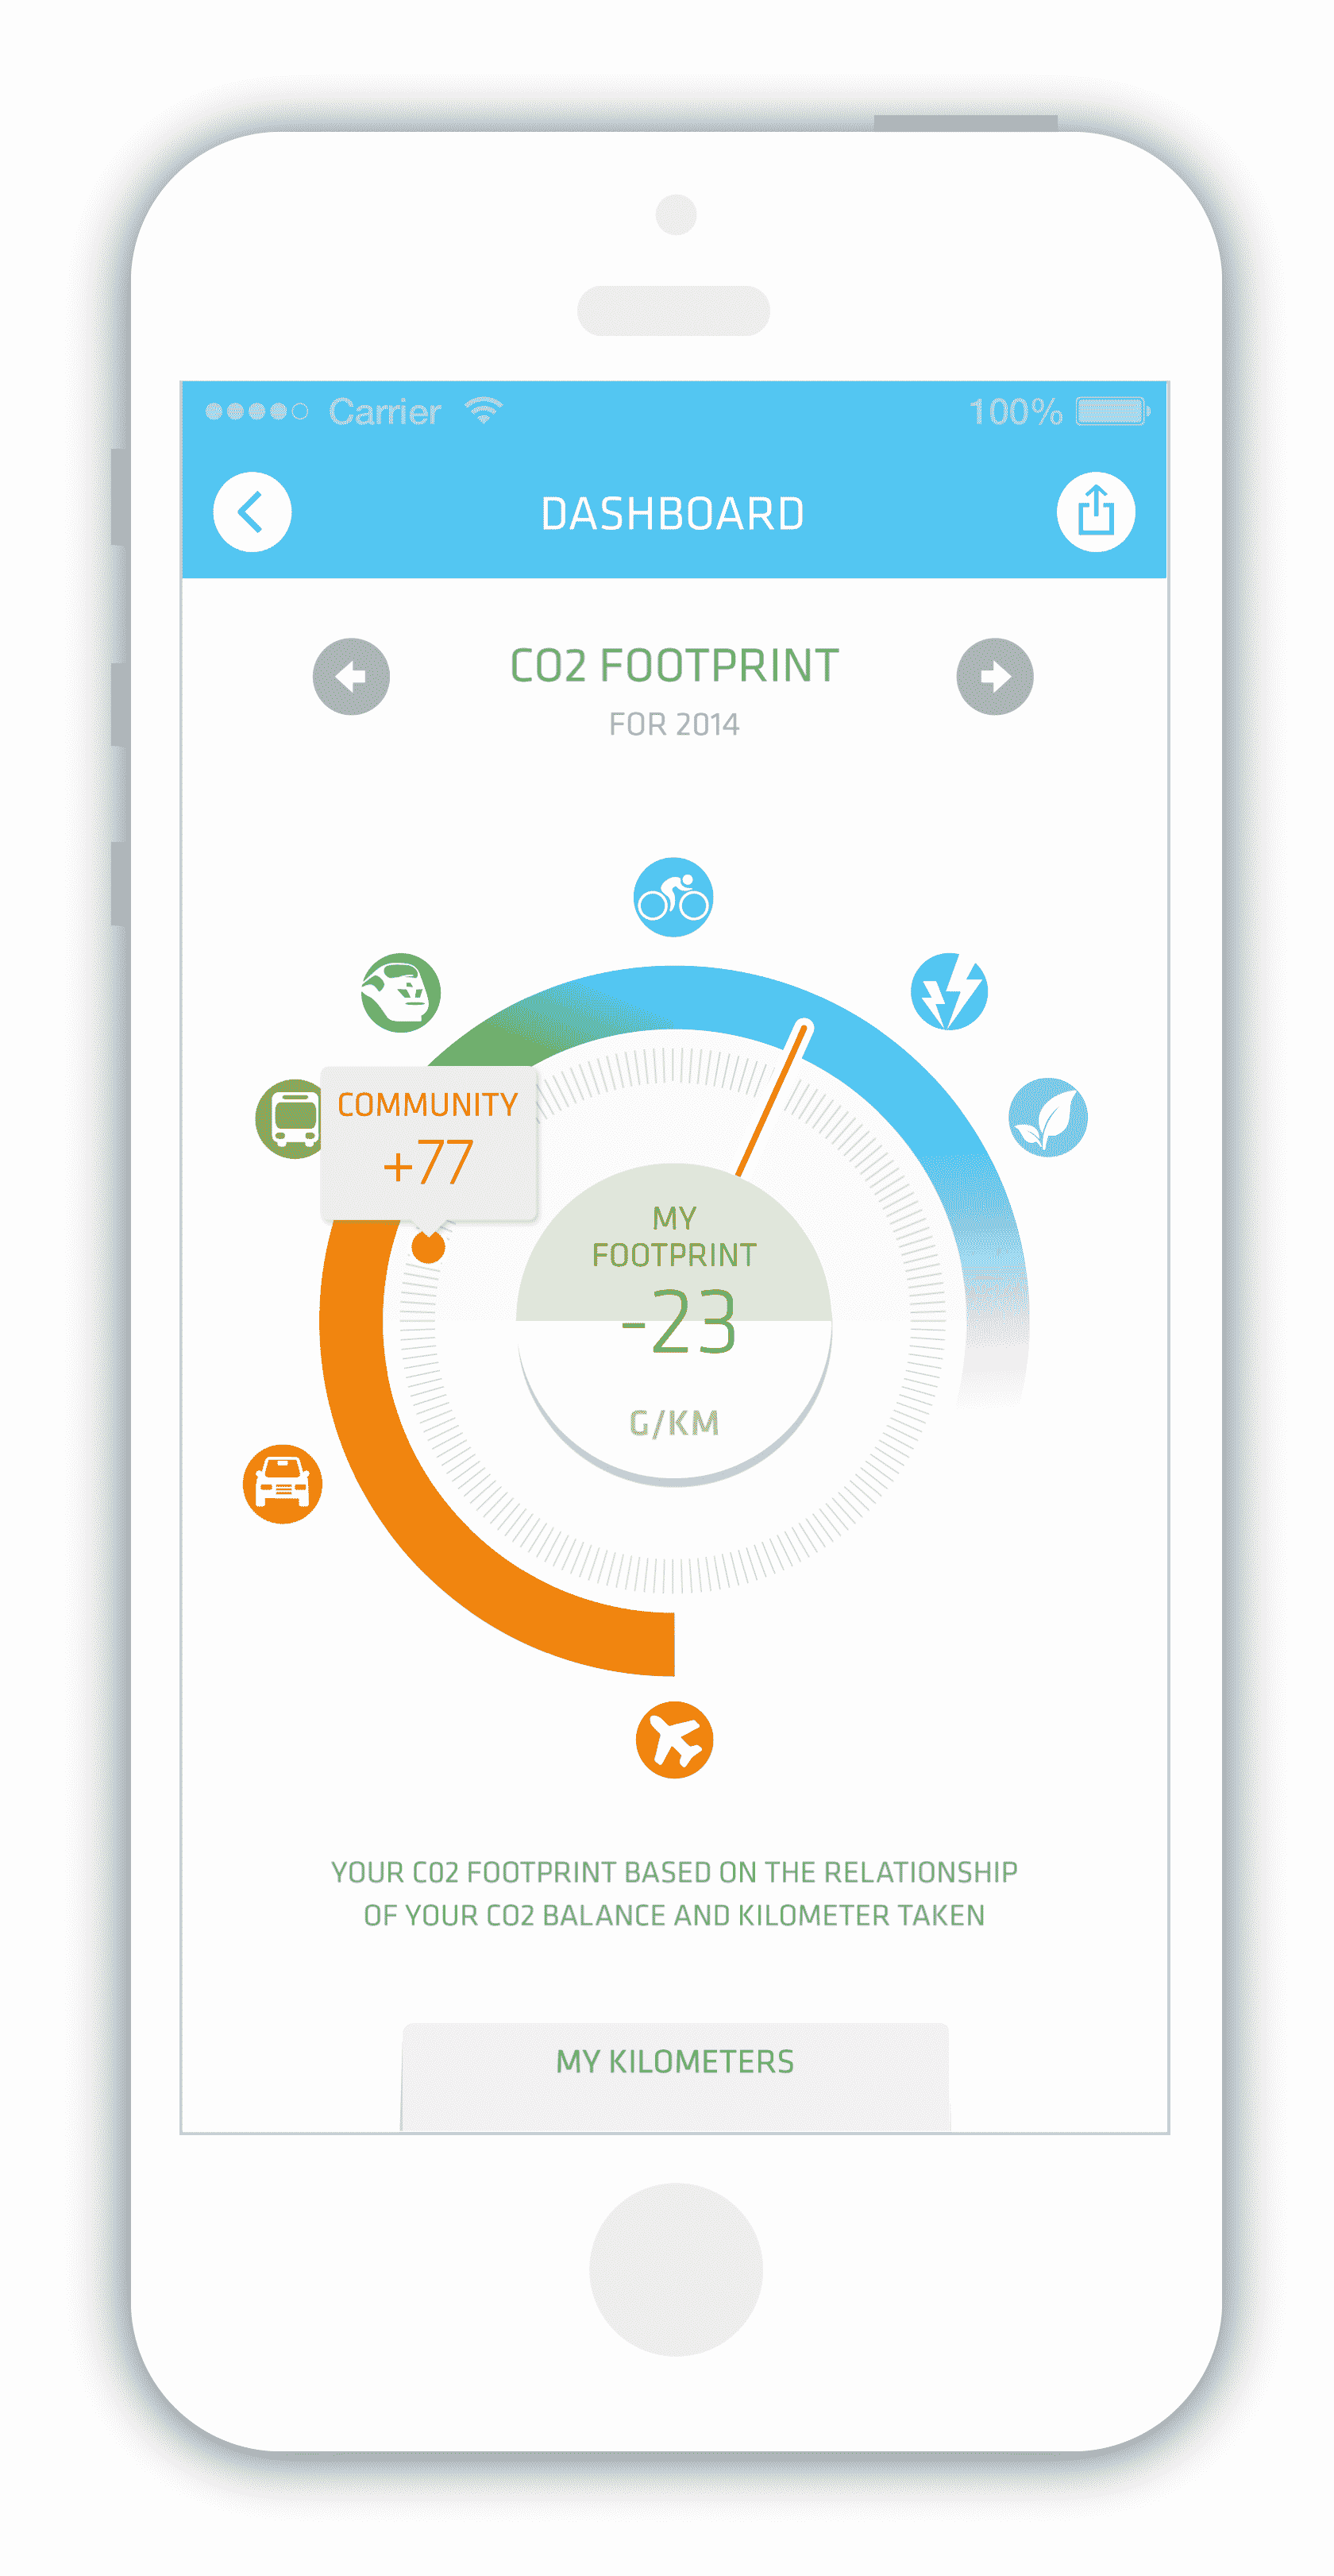 Carrier 100%
DASHBOARD
CO2 FOOTPRINT
FOR 2014
COMMUNITY
+77
MY
FOOTPRINT
-23
G/KM
YOUR CO2 FOOTPRINT BASED ON THE RELATIONSHIP
OF YOUR CO2 BALANCE AND KILOMETER TAKEN
MY KILOMETERS